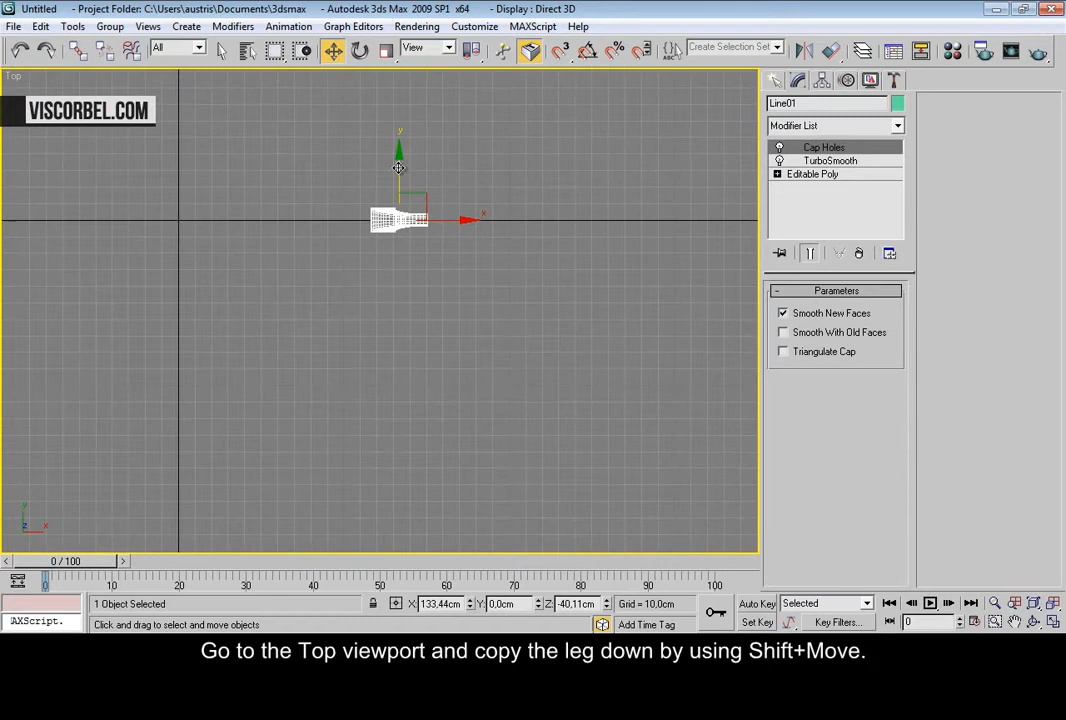 Untitled - Project Folder: C:\Users\austris\Documents\3dsmax - Autodesk 3ds Max 2009 SP1 x64 - Display : Direct 3D
File Edit Tools Group Views Create Modifiers Animation Graph Editors Rendering Customize MAXScript Help
All View Create Selection Set
Top
VISCORBEL.COM
Line01
Modifier List
Cap Holes
TurboSmooth
Editable Poly
Parameters
Smooth New Faces
Smooth With Old Faces
Triangulate Cap
y
x
y
z x
0 / 100
0 10 20 30 40 50 60 70 80 90 100
1 Object Selected X: 133,44cm Y: 0,0cm Z: -40,11cm Grid = 10,0cm Auto Key Selected
AXScript. Click and drag to select and move objects Add Time Tag Set Key Key Filters... 0
Go to the Top viewport and copy the leg down by using Shift+Move.